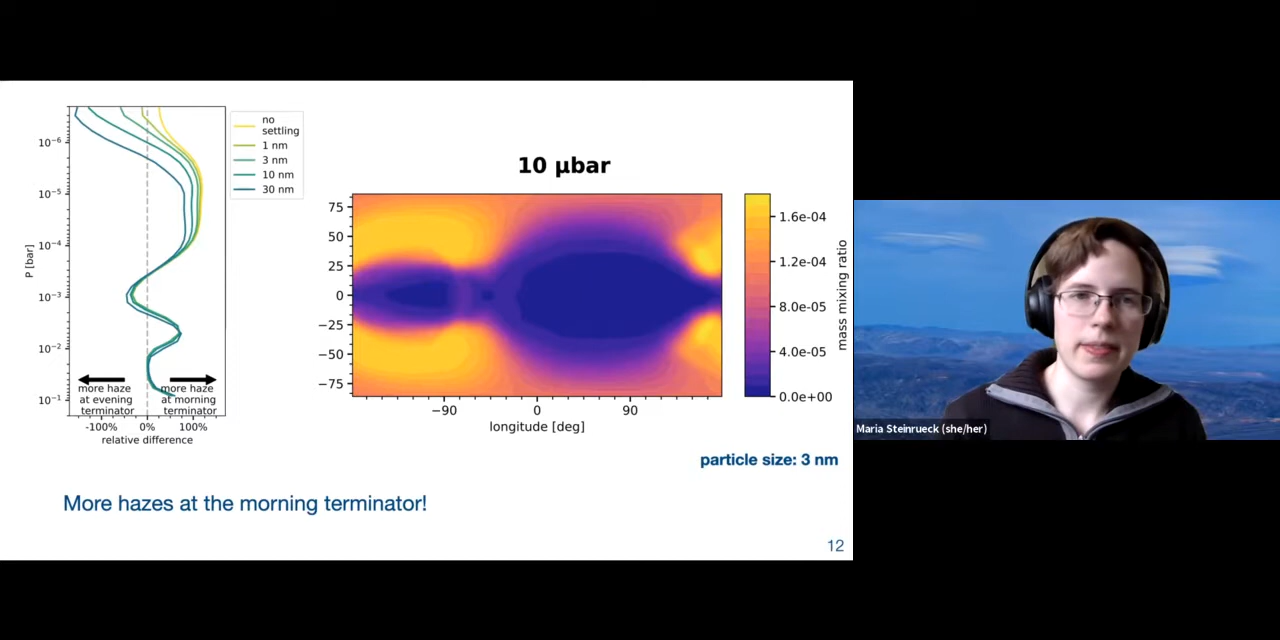 no
settling
1 nm
3 nm
10 nm
30 nm
10⁻⁶
10⁻⁵
10⁻⁴
10⁻³
10⁻²
10⁻¹
P [bar]
more haze
at evening
terminator
more haze
at morning
terminator
-100% 0% 100%
relative difference
10 μbar
75
50
25
0
−25
−50
−75
−90 0 90
longitude [deg]
1.6e-04
1.2e-04
8.0e-05
4.0e-05
0.0e+00
mass mixing ratio
particle size: 3 nm
More hazes at the morning terminator!
12
Maria Steinrueck (she/her)